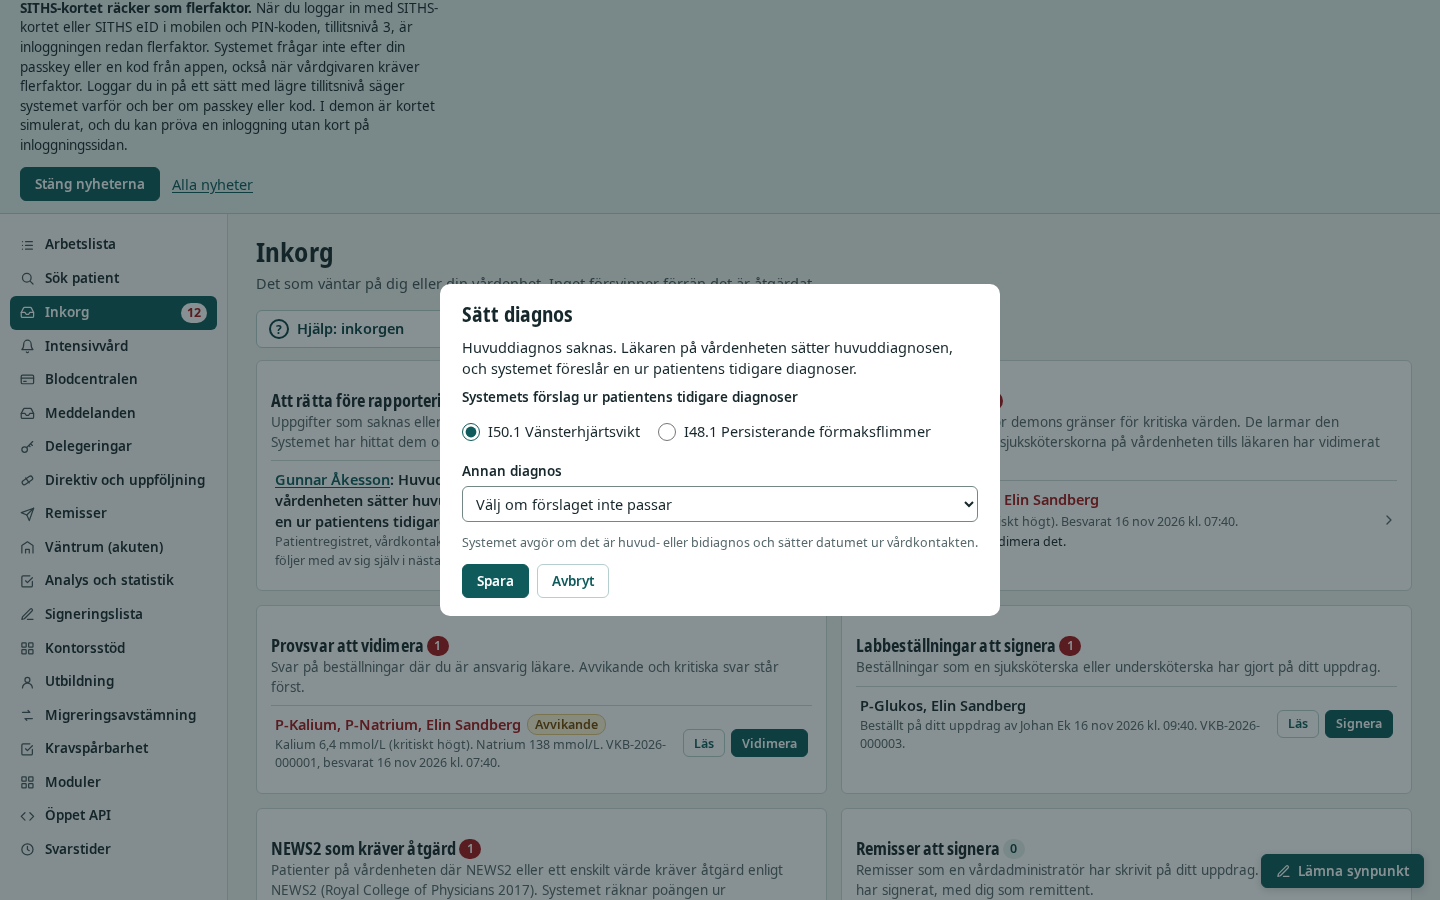 SITHS-kortet räcker som flerfaktor. När du loggar in med SITHS-
kortet eller SITHS eID i mobilen och PIN-koden, tillitsnivå 3, är
inloggningen redan flerfaktor. Systemet frågar inte efter din
passkey eller en kod från appen, också när vårdgivaren kräver
flerfaktor. Loggar du in på ett sätt med lägre tillitsnivå säger
systemet varför och ber om passkey eller kod. I demon är kortet
simulerat, och du kan pröva en inloggning utan kort på
inloggningssidan.
Stäng nyheterna Alla nyheter
Arbetslista
Sök patient
Inkorg 12
Intensivvård
Blodcentralen
Meddelanden
Delegeringar
Direktiv och uppföljning
Remisser
Väntrum (akuten)
Analys och statistik
Signeringslista
Kontorsstöd
Utbildning
Migreringsavstämning
Kravspårbarhet
Moduler
Öppet API
Svarstider
Inkorg
Det som väntar på dig eller din vårdenhet. Inget försvinner förrän det är åtgärdat.
? Hjälp: inkorgen
Att rätta före rapporteri
Uppgifter som saknas eller
Systemet har hittat dem o
Gunnar Åkesson: Huvud
vårdenheten sätter huvu
en ur patientens tidigar
Patientregistret, vårdkontak
följer med av sig själv i nästa
demons gränser för kritiska värden. De larmar den
sjuksköterskorna på vårdenheten tills läkaren har vidimerat
Elin Sandberg
skt högt). Besvarat 16 nov 2026 kl. 07:40.
dimera det.
Sätt diagnos
Huvuddiagnos saknas. Läkaren på vårdenheten sätter huvuddiagnosen,
och systemet föreslår en ur patientens tidigare diagnoser.
Systemets förslag ur patientens tidigare diagnoser
I50.1 Vänsterhjärtsvikt I48.1 Persisterande förmaksflimmer
Annan diagnos
Välj om förslaget inte passar
Systemet avgör om det är huvud- eller bidiagnos och sätter datumet ur vårdkontakten.
Spara Avbryt
Provsvar att vidimera 1
Svar på beställningar där du är ansvarig läkare. Avvikande och kritiska svar står
först.
P-Kalium, P-Natrium, Elin Sandberg Avvikande
Kalium 6,4 mmol/L (kritiskt högt). Natrium 138 mmol/L. VKB-2026-
000001, besvarat 16 nov 2026 kl. 07:40.
Läs Vidimera
Labbeställningar att signera 1
Beställningar som en sjuksköterska eller undersköterska har gjort på ditt uppdrag.
P-Glukos, Elin Sandberg
Beställt på ditt uppdrag av Johan Ek 16 nov 2026 kl. 09:40. VKB-2026-
000003.
Läs Signera
NEWS2 som kräver åtgärd 1
Patienter på vårdenheten där NEWS2 eller ett enskilt värde kräver åtgärd enligt
NEWS2 (Royal College of Physicians 2017). Systemet räknar poängen ur
Remisser att signera 0
Remisser som en vårdadministratör har skrivit på ditt uppdrag.
har signerat, med dig som remittent.
Lämna synpunkt